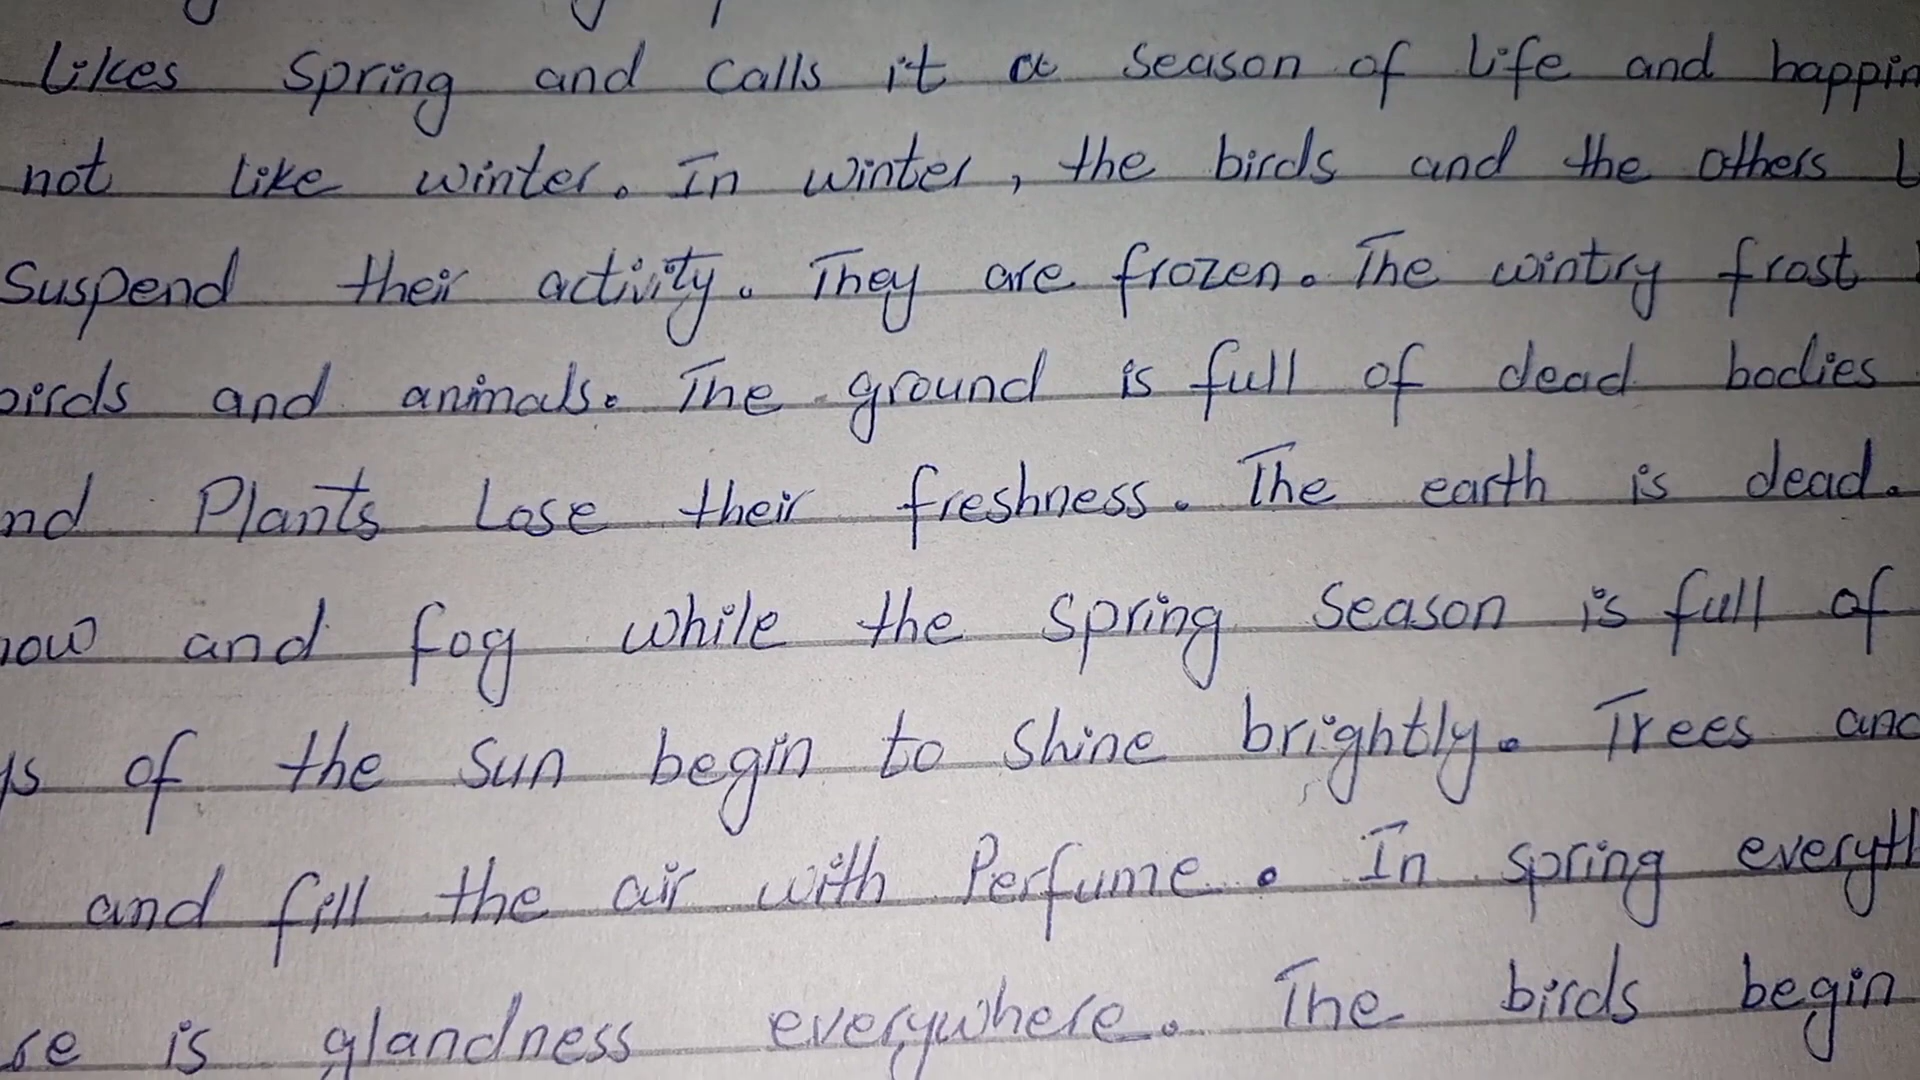 Likes Spring and calls it a season of life and happin
not like winter. In winter, the birds and the others
Suspend their activity. They are frozen. The wintry frost
birds and animals. The ground is full of dead bodies
nd Plants Lose their freshness. The earth is dead.
now and fog while the spring season is full of
ys of the sun begin to shine brightly. Trees and
and fill the air with Perfume. In spring everyth
re is glandness everywhere. The birds begin